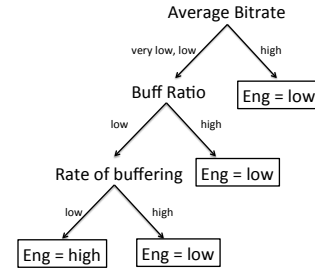 Average Bitrate
very low, low
high
Buff Ratio
Eng = low
low
high
Rate of buffering
Eng = low
low
high
Eng = high
Eng = low